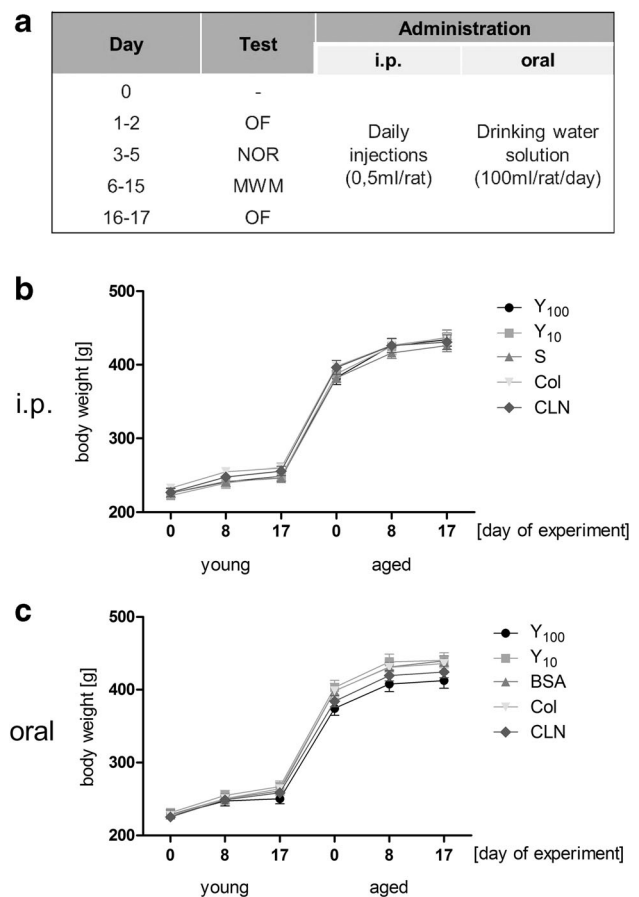 a
Day Test Administration
i.p. oral
0 -
1-2 OF
3-5 NOR
6-15 MWM
16-17 OF
Daily
injections
(0,5ml/rat)
Drinking water
solution
(100ml/rat/day)
b
i.p.
body weight [g]
500
400
300
200
0 8 17 0 8 17 [day of experiment]
young aged
Y100
Y10
S
Col
CLN
c
oral
body weight [g]
500
400
300
200
0 8 17 0 8 17 [day of experiment]
young aged
Y100
Y10
BSA
Col
CLN